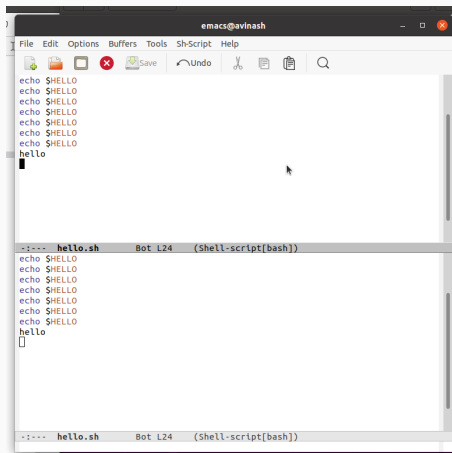 emacs@avinash
File Edit Options Buffers Tools Sh-Script Help
Save Undo
echo $HELLO
echo $HELLO
echo $HELLO
echo $HELLO
echo $HELLO
echo $HELLO
echo $HELLO
hello
-:--- hello.sh Bot L24 (Shell-script[bash])
echo $HELLO
echo $HELLO
echo $HELLO
echo $HELLO
echo $HELLO
echo $HELLO
hello
-:--- hello.sh Bot L24 (Shell-script[bash])